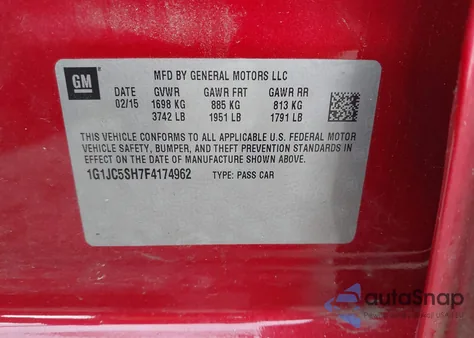 GM
MFD BY GENERAL MOTORS LLC
DATE GVWR GAWR FRT GAWR RR
02/15 1698 KG 885 KG 813 KG
3742 LB 1951 LB 1791 LB
THIS VEHICLE CONFORMS TO ALL APPLICABLE U.S. FEDERAL MOTOR
VEHICLE SAFETY, BUMPER, AND THEFT PREVENTION STANDARDS IN
EFFECT ON THE DATE OF MANUFACTURE SHOWN ABOVE.
1G1JC5SH7F4174962 TYPE: PASS CAR
autoSnap